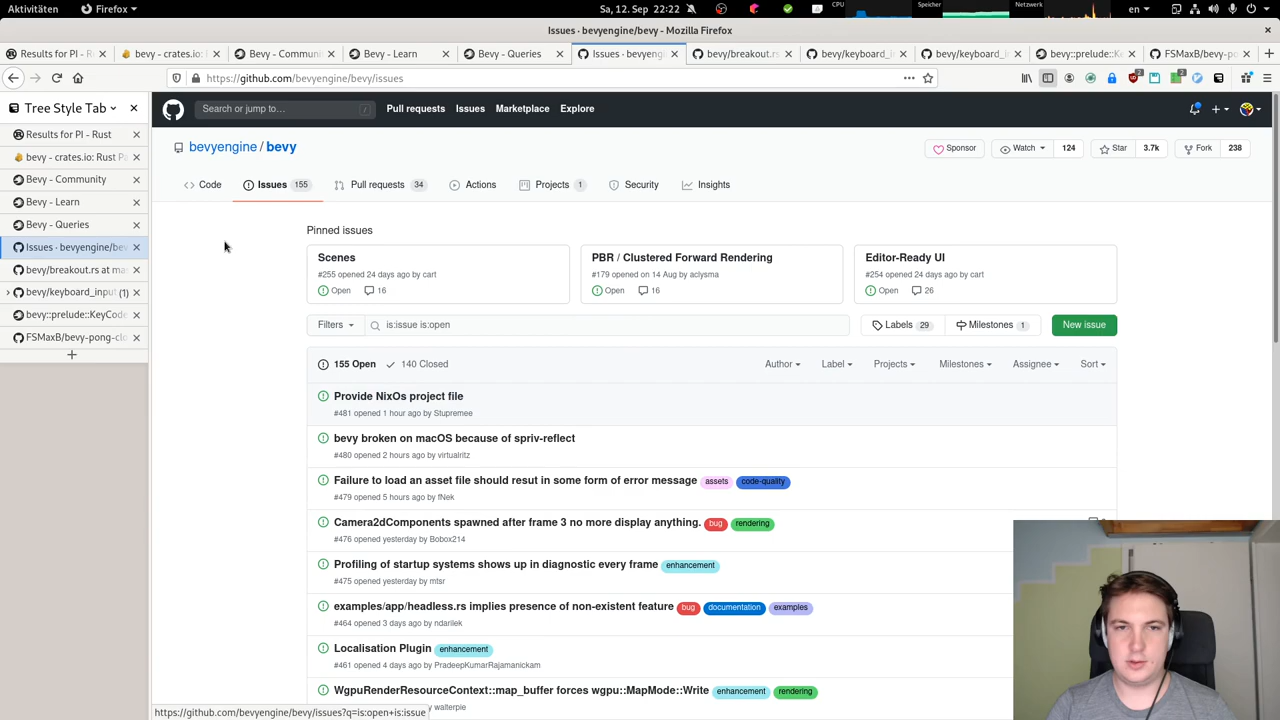 Aktivitäten
Firefox
Sa, 12. Sep 22:22
CPU
Speicher
Netzwerk
en
Issues · bevyengine/bevy - Mozilla Firefox
Results for PI - Rust
bevy - crates.io:
Bevy - Commun
Bevy - Learn
Bevy - Queries
Issues · bevyengin
bevy/breakout.rs
bevy/keyboard_i
bevy/keyboard_i
bevy::prelude::Ke
FSMaxB/bevy-po
https://github.com/bevyengine/bevy/issues
Tree Style Tab
Results for PI - Rust
bevy - crates.io: Rust Pa
Bevy - Community
Bevy - Learn
Bevy - Queries
Issues · bevyengine/bev
bevy/breakout.rs at ma
bevy/keyboard_input (1)
bevy::prelude::KeyCode
FSMaxB/bevy-pong-clo
Search or jump to…
/
Pull requests
Issues
Marketplace
Explore
bevyengine / bevy
Sponsor
Watch 124
Star 3.7k
Fork 238
Code
Issues 155
Pull requests 34
Actions
Projects 1
Security
Insights
Pinned issues
Scenes
#255 opened 24 days ago by cart
Open 16
PBR / Clustered Forward Rendering
#179 opened on 14 Aug by aclysma
Open 16
Editor-Ready UI
#254 opened 24 days ago by cart
Open 26
Filters
is:issue is:open
Labels 29
Milestones 1
New issue
155 Open
140 Closed
Author
Label
Projects
Milestones
Assignee
Sort
Provide NixOs project file
#481 opened 1 hour ago by Stupremee
bevy broken on macOS because of spriv-reflect
#480 opened 2 hours ago by virtualritz
Failure to load an asset file should resut in some form of error message assets code-quality
#479 opened 5 hours ago by fNek
Camera2dComponents spawned after frame 3 no more display anything. bug rendering
#476 opened yesterday by Bobox214
Profiling of startup systems shows up in diagnostic every frame enhancement
#475 opened yesterday by mtsr
examples/app/headless.rs implies presence of non-existent feature bug documentation examples
#464 opened 3 days ago by ndarilek
Localisation Plugin enhancement
#461 opened 4 days ago by PradeepKumarRajamanickam
WgpuRenderResourceContext::map_buffer forces wgpu::MapMode::Write enhancement rendering
by walterpie
https://github.com/bevyengine/bevy/issues?q=is:open+is:issue